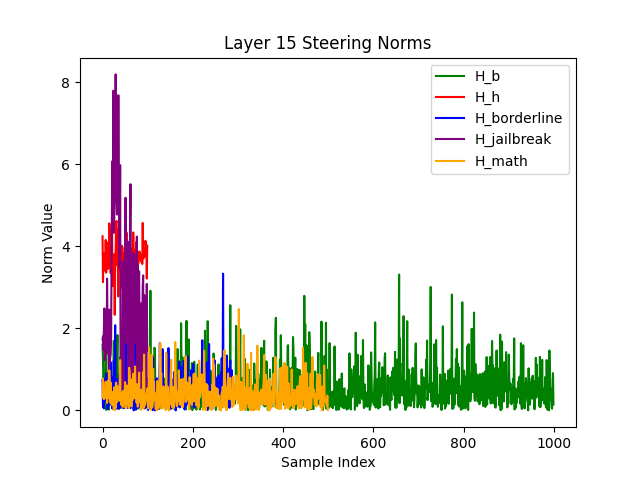 Layer 15 Steering Norms
H_b
H_h
H_borderline
H_jailbreak
H_math
Norm Value
8
6
4
2
0
0 200 400 600 800 1000
Sample Index